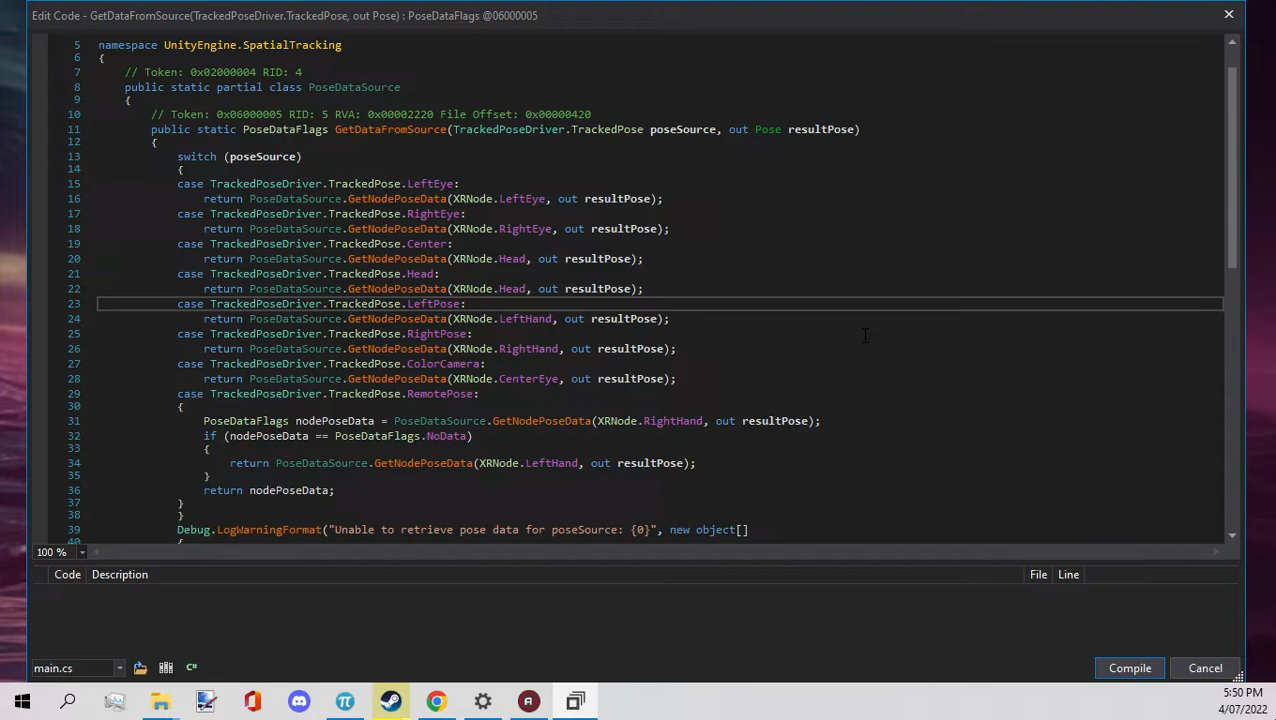 Edit Code - GetDataFromSource(TrackedPoseDriver.TrackedPose, out Pose) : PoseDataFlags @06000005
5 namespace UnityEngine.SpatialTracking
6 {
7 // Token: 0x02000004 RID: 4
8 public static partial class PoseDataSource
9 {
10 // Token: 0x06000005 RID: 5 RVA: 0x00002220 File Offset: 0x00000420
11 public static PoseDataFlags GetDataFromSource(TrackedPoseDriver.TrackedPose poseSource, out Pose resultPose)
12 {
13 switch (poseSource)
14 {
15 case TrackedPoseDriver.TrackedPose.LeftEye:
16 return PoseDataSource.GetNodePoseData(XRNode.LeftEye, out resultPose);
17 case TrackedPoseDriver.TrackedPose.RightEye:
18 return PoseDataSource.GetNodePoseData(XRNode.RightEye, out resultPose);
19 case TrackedPoseDriver.TrackedPose.Center:
20 return PoseDataSource.GetNodePoseData(XRNode.Head, out resultPose);
21 case TrackedPoseDriver.TrackedPose.Head:
22 return PoseDataSource.GetNodePoseData(XRNode.Head, out resultPose);
23 case TrackedPoseDriver.TrackedPose.LeftPose:
24 return PoseDataSource.GetNodePoseData(XRNode.LeftHand, out resultPose);
25 case TrackedPoseDriver.TrackedPose.RightPose:
26 return PoseDataSource.GetNodePoseData(XRNode.RightHand, out resultPose);
27 case TrackedPoseDriver.TrackedPose.ColorCamera:
28 return PoseDataSource.GetNodePoseData(XRNode.CenterEye, out resultPose);
29 case TrackedPoseDriver.TrackedPose.RemotePose:
30 {
31 PoseDataFlags nodePoseData = PoseDataSource.GetNodePoseData(XRNode.RightHand, out resultPose);
32 if (nodePoseData == PoseDataFlags.NoData)
33 {
34 return PoseDataSource.GetNodePoseData(XRNode.LeftHand, out resultPose);
35 }
36 return nodePoseData;
37 }
38 }
39 Debug.LogWarningFormat("Unable to retrieve pose data for poseSource: {0}", new object[]
40 {
100 %
Code Description File Line
main.cs C# Compile Cancel
5:50 PM
4/07/2022